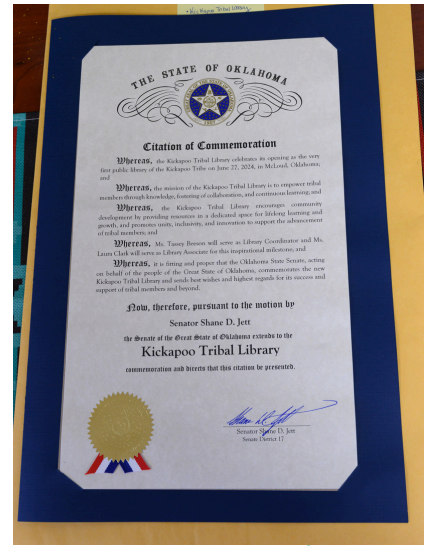 • Kickapoo Tribal Library
THE STATE OF OKLAHOMA
1907
Citation of Commemoration
Whereas, the Kickapoo Tribal Library celebrates its opening as the very
first public library of the Kickapoo Tribe on June 27, 2024, in McLoud, Oklahoma;
and
Whereas, the mission of the Kickapoo Tribal Library is to empower tribal
members through knowledge, fostering of collaboration, and continuous learning; and
Whereas, the Kickapoo Tribal Library encourages community
development by providing resources in a dedicated space for lifelong learning and
growth, and promotes unity, inclusivity, and innovation to support the advancement
of tribal members; and
Whereas, Ms. Tansey Benson will serve as Library Coordinator and Ms.
Laura Clark will serve as Library Associate for this inspirational milestone; and
Whereas, it is fitting and proper that the Oklahoma State Senate, acting
on behalf of the people of the Great State of Oklahoma, commemorates the new
Kickapoo Tribal Library and sends best wishes and highest regards for its success and
support of tribal members and beyond.
Now, therefore, pursuant to the motion by
Senator Shane D. Jett
the Senate of the Great State of Oklahoma extends to the
Kickapoo Tribal Library
commemoration and directs that this citation be presented.
Senator Shane D. Jett
Senate District 17